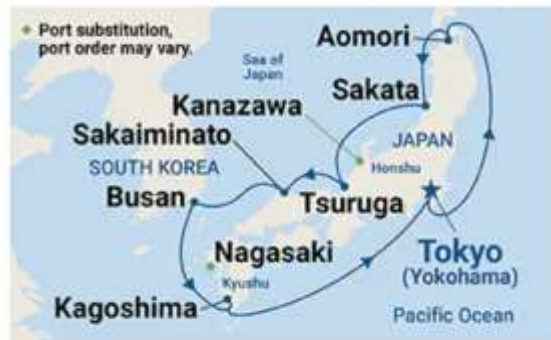 Port substitution,
port order may vary.
Aomori
Sea of
Japan
Sakata
Kanazawa
Sakaiminato
JAPAN
SOUTH KOREA
Honshu
Busan
Tsuruga
Nagasaki
Tokyo
(Yokohama)
Kyushu
Kagoshima
Pacific Ocean